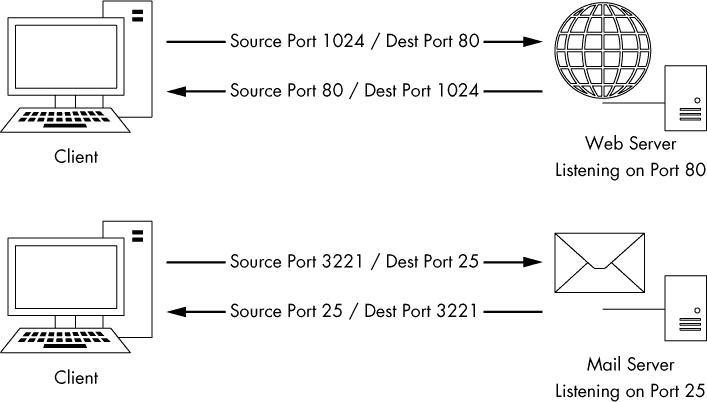 Source Port 1024 / Dest Port 80
Source Port 80 / Dest Port 1024
Client
Web Server
Listening on Port 80
Source Port 3221 / Dest Port 25
Source Port 25 / Dest Port 3221
Client
Mail Server
Listening on Port 25